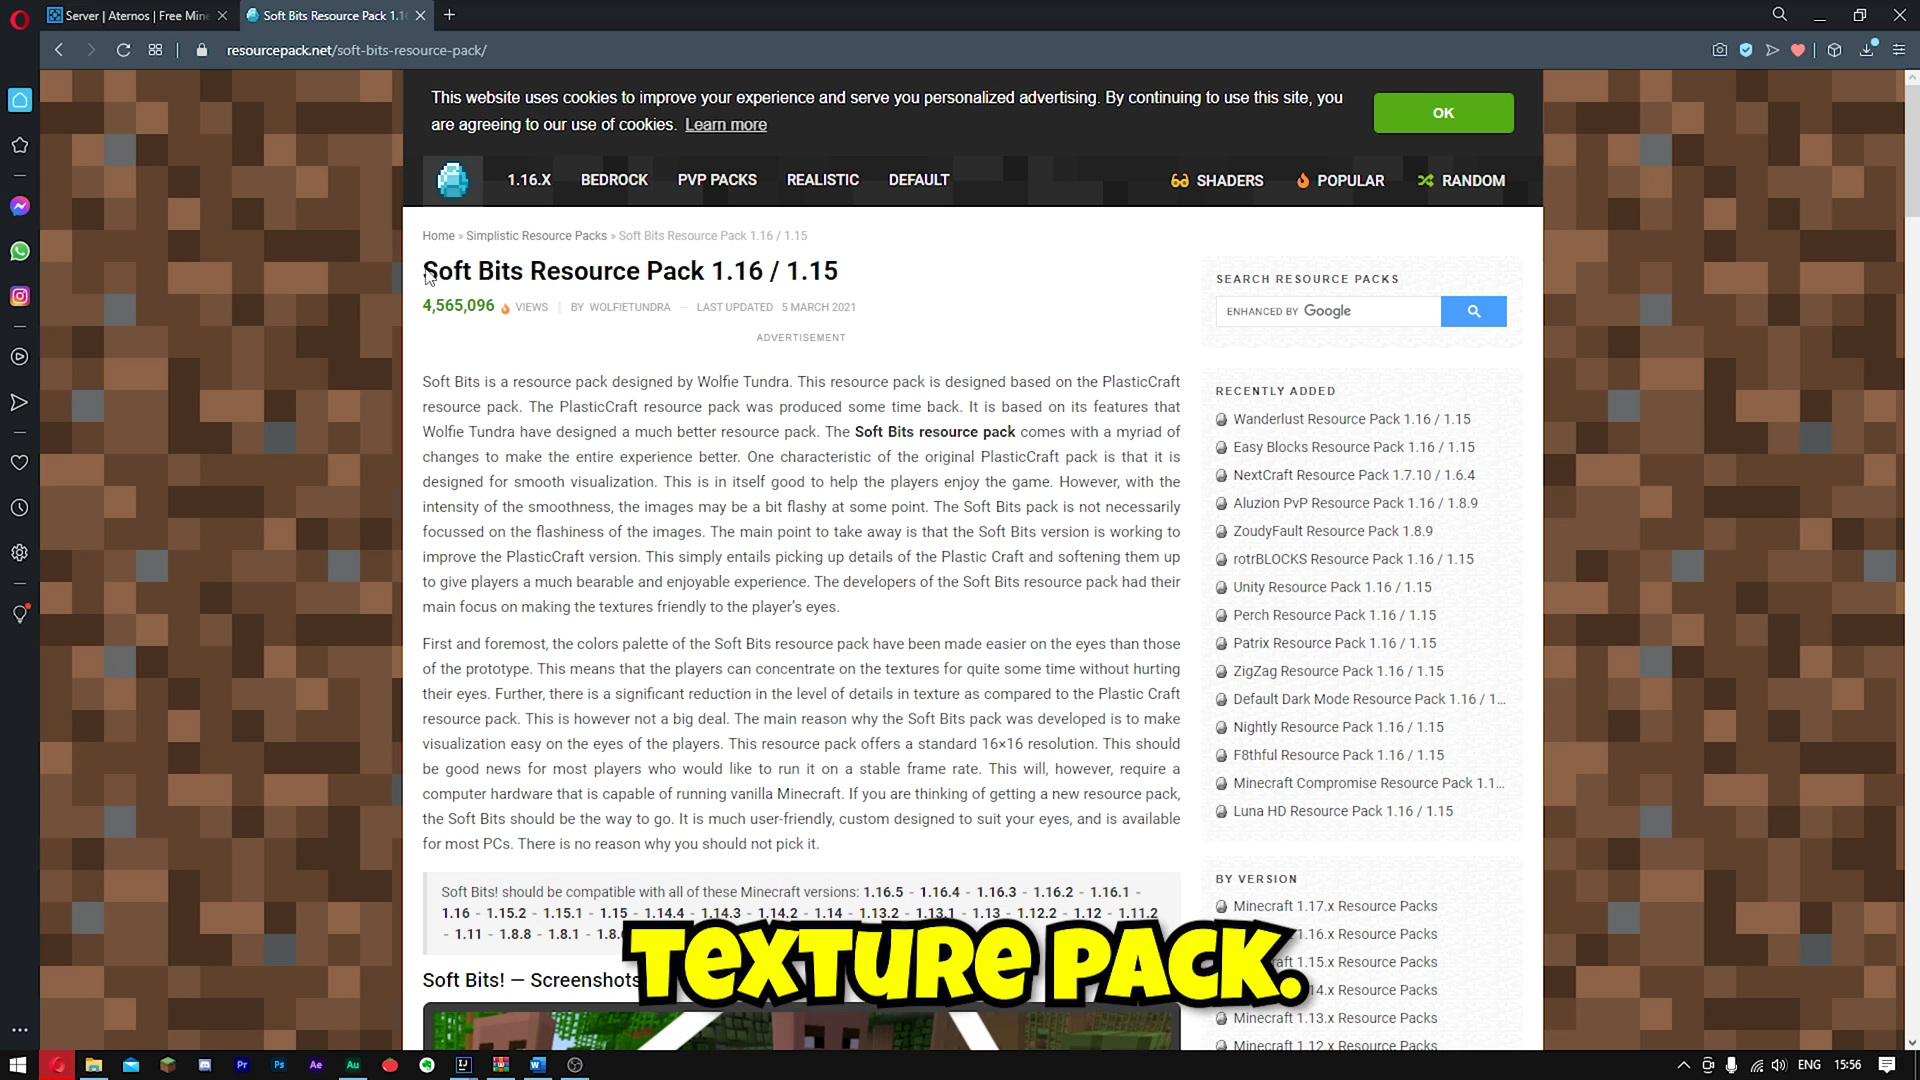 Server | Aternos | Free Mine
Soft Bits Resource Pack 1.1
resourcepack.net/soft-bits-resource-pack/
This website uses cookies to improve your experience and serve you personalized advertising. By continuing to use this site, you
are agreeing to our use of cookies. Learn more
OK
1.16.X BEDROCK PVP PACKS REALISTIC DEFAULT SHADERS POPULAR RANDOM
Home » Simplistic Resource Packs » Soft Bits Resource Pack 1.16 / 1.15
Soft Bits Resource Pack 1.16 / 1.15
4,565,096 VIEWS BY WOLFIETUNDRA — LAST UPDATED 5 MARCH 2021
ADVERTISEMENT
Soft Bits is a resource pack designed by Wolfie Tundra. This resource pack is designed based on the PlasticCraft
resource pack. The PlasticCraft resource pack was produced some time back. It is based on its features that
Wolfie Tundra have designed a much better resource pack. The Soft Bits resource pack comes with a myriad of
changes to make the entire experience better. One characteristic of the original PlasticCraft pack is that it is
designed for smooth visualization. This is in itself good to help the players enjoy the game. However, with the
intensity of the smoothness, the images may be a bit flashy at some point. The Soft Bits pack is not necessarily
focussed on the flashiness of the images. The main point to take away is that the Soft Bits version is working to
improve the PlasticCraft version. This simply entails picking up details of the Plastic Craft and softening them up
to give players a much bearable and enjoyable experience. The developers of the Soft Bits resource pack had their
main focus on making the textures friendly to the player's eyes.
First and foremost, the colors palette of the Soft Bits resource pack have been made easier on the eyes than those
of the prototype. This means that the players can concentrate on the textures for quite some time without hurting
their eyes. Further, there is a significant reduction in the level of details in texture as compared to the Plastic Craft
resource pack. This is however not a big deal. The main reason why the Soft Bits pack was developed is to make
visualization easy on the eyes of the players. This resource pack offers a standard 16×16 resolution. This should
be good news for most players who would like to run it on a stable frame rate. This will, however, require a
computer hardware that is capable of running vanilla Minecraft. If you are thinking of getting a new resource pack,
the Soft Bits should be the way to go. It is much user-friendly, custom designed to suit your eyes, and is available
for most PCs. There is no reason why you should not pick it.
Soft Bits! should be compatible with all of these Minecraft versions: 1.16.5 - 1.16.4 - 1.16.3 - 1.16.2 - 1.16.1 -
1.16 - 1.15.2 - 1.15.1 - 1.15 - 1.14.4 - 1.14.3 - 1.14.2 - 1.14 - 1.13.2 - 1.13.1 - 1.13 - 1.12.2 - 1.12 - 1.11.2
- 1.11 - 1.8.8 - 1.8.1 - 1.8.
Soft Bits! — Screenshots
SEARCH RESOURCE PACKS
ENHANCED BY Google
RECENTLY ADDED
Wanderlust Resource Pack 1.16 / 1.15
Easy Blocks Resource Pack 1.16 / 1.15
NextCraft Resource Pack 1.7.10 / 1.6.4
Aluzion PvP Resource Pack 1.16 / 1.8.9
ZoudyFault Resource Pack 1.8.9
rotrBLOCKS Resource Pack 1.16 / 1.15
Unity Resource Pack 1.16 / 1.15
Perch Resource Pack 1.16 / 1.15
Patrix Resource Pack 1.16 / 1.15
ZigZag Resource Pack 1.16 / 1.15
Default Dark Mode Resource Pack 1.16 / 1...
Nightly Resource Pack 1.16 / 1.15
F8thful Resource Pack 1.16 / 1.15
Minecraft Compromise Resource Pack 1.1...
Luna HD Resource Pack 1.16 / 1.15
BY VERSION
Minecraft 1.17.x Resource Packs
1.16.x Resource Packs
craft 1.15.x Resource Packs
14.x Resource Packs
Minecraft 1.13.x Resource Packs
Minecraft 1.12.x Resource Packs
TEXTURE PACK.
Pr Ps Ae Au IJ W
ENG 15:56